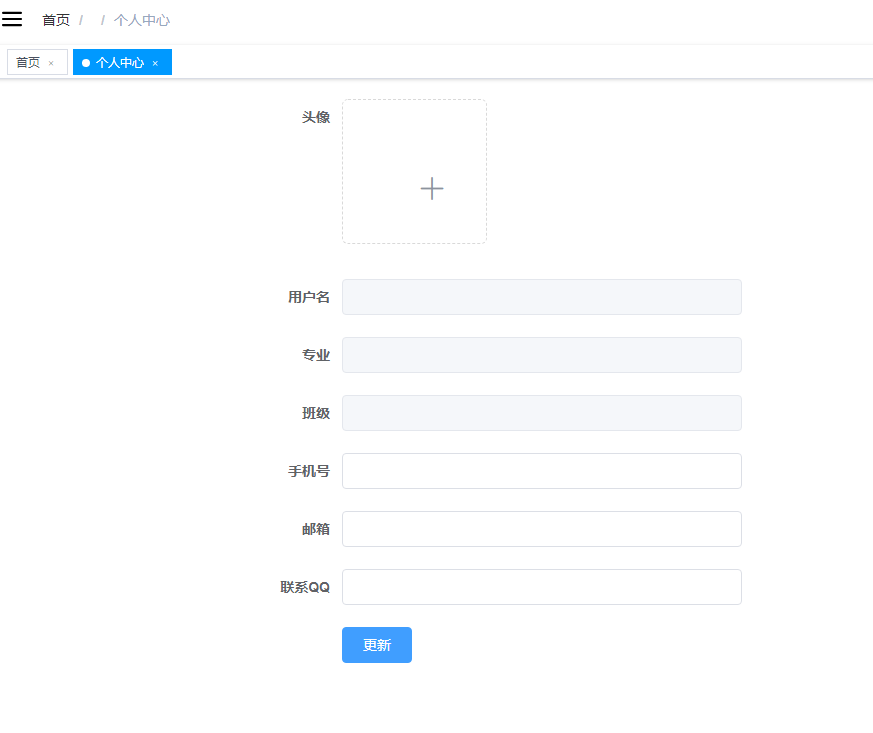 首页 / / 个人中心
首页 × 个人中心 ×
头像
用户名
专业
班级
手机号
邮箱
联系QQ
更新